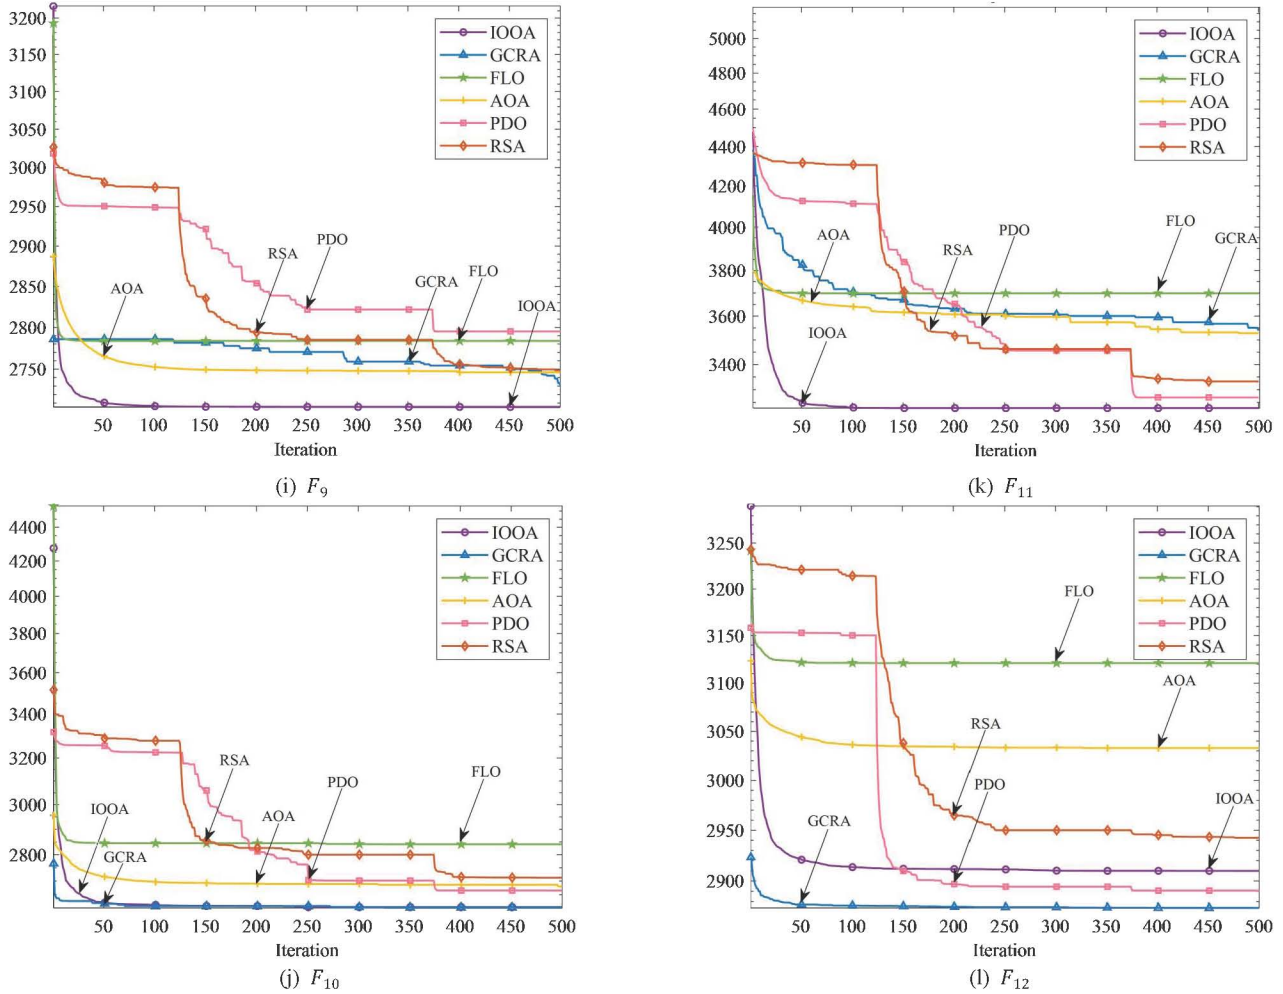 3200
3150
3100
3050
3000
2950
2900
2850
2800
2750
IOOA
GCRA
FLO
AOA
PDO
RSA
AOA
RSA
PDO
GCRA
FLO
IOOA
50 100 150 200 250 300 350 400 450 500
Iteration
(i) F9
5000
4800
4600
4400
4200
4000
3800
3600
3400
IOOA
GCRA
FLO
AOA
PDO
RSA
AOA
IOOA
RSA
PDO
FLO
GCRA
50 100 150 200 250 300 350 400 450 500
Iteration
(k) F11
4400
4200
4000
3800
3600
3400
3200
3000
2800
IOOA
GCRA
FLO
AOA
PDO
RSA
IOOA
GCRA
RSA
AOA
PDO
FLO
50 100 150 200 250 300 350 400 450 500
Iteration
(j) F10
3250
3200
3150
3100
3050
3000
2950
2900
IOOA
GCRA
FLO
AOA
PDO
RSA
FLO
AOA
RSA
PDO
GCRA
IOOA
50 100 150 200 250 300 350 400 450 500
Iteration
(l) F12